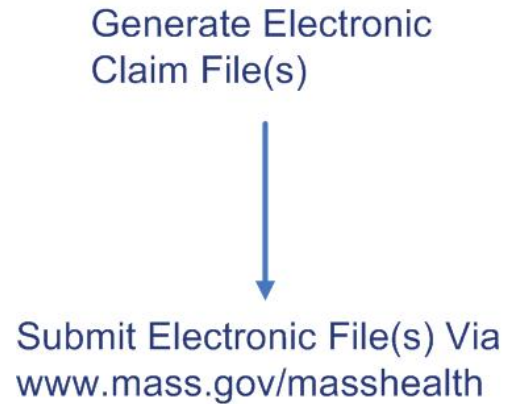 Generate Electronic
Claim File(s)
Submit Electronic File(s) Via
www.mass.gov/masshealth